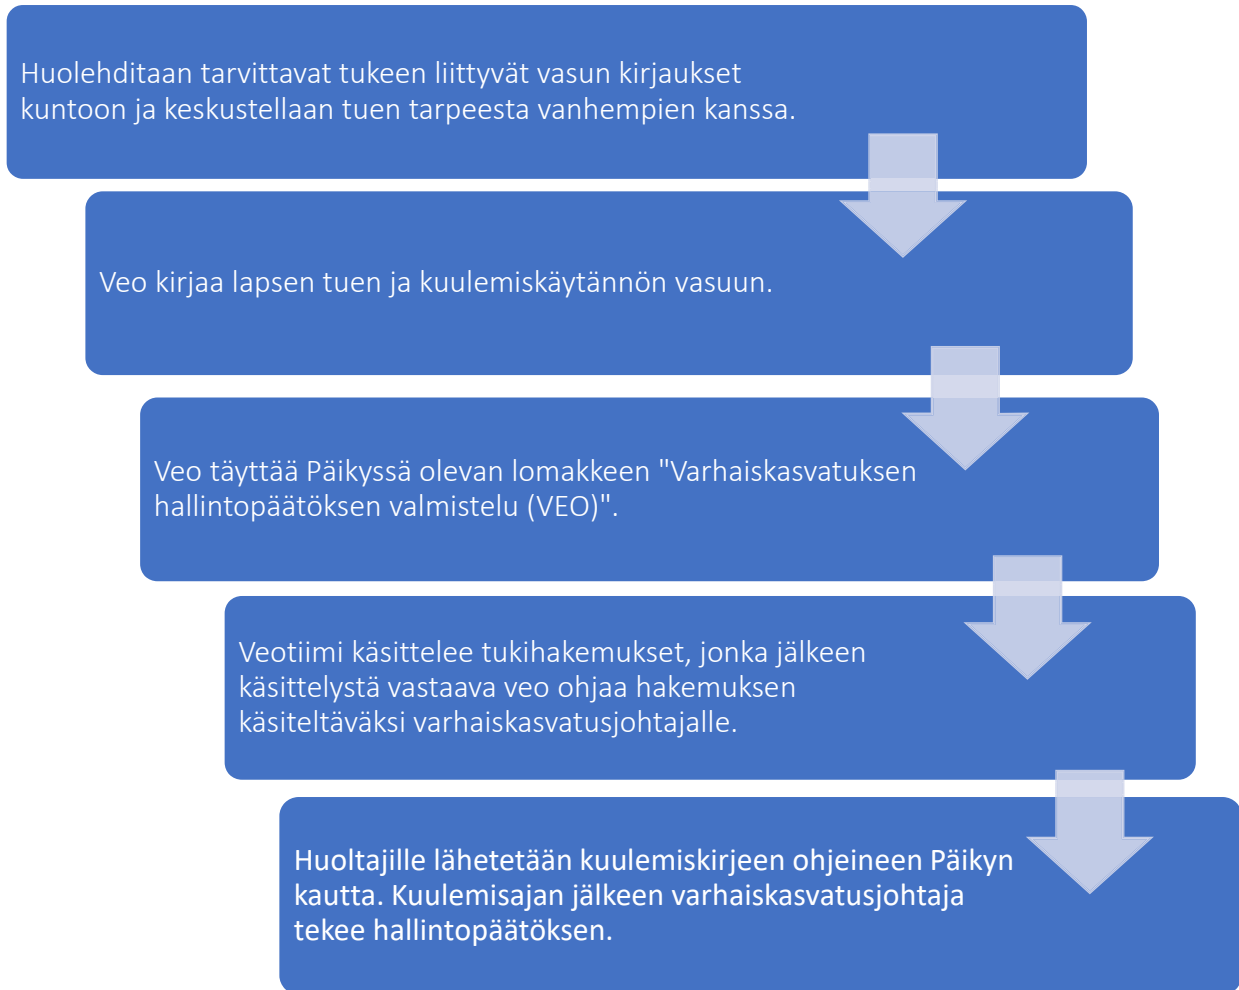 Huolehditaan tarvittavat tukeen liittyvät vasun kirjaukset
kuntoon ja keskustellaan tuen tarpeesta vanhempien kanssa.
Veo kirjaa lapsen tuen ja kuulemiskäytännön vasuun.
Veo täyttää Päikyssä olevan lomakkeen "Varhaiskasvatuksen
hallintopäätöksen valmistelu (VEO)".
Veotiimi käsittelee tukihakemukset, jonka jälkeen
käsittelystä vastaava veo ohjaa hakemuksen
käsiteltäväksi varhaiskasvatusjohtajalle.
Huoltajille lähetetään kuulemiskirjeen ohjeineen Päikyn
kautta. Kuulemisajan jälkeen varhaiskasvatusjohtaja
tekee hallintopäätöksen.